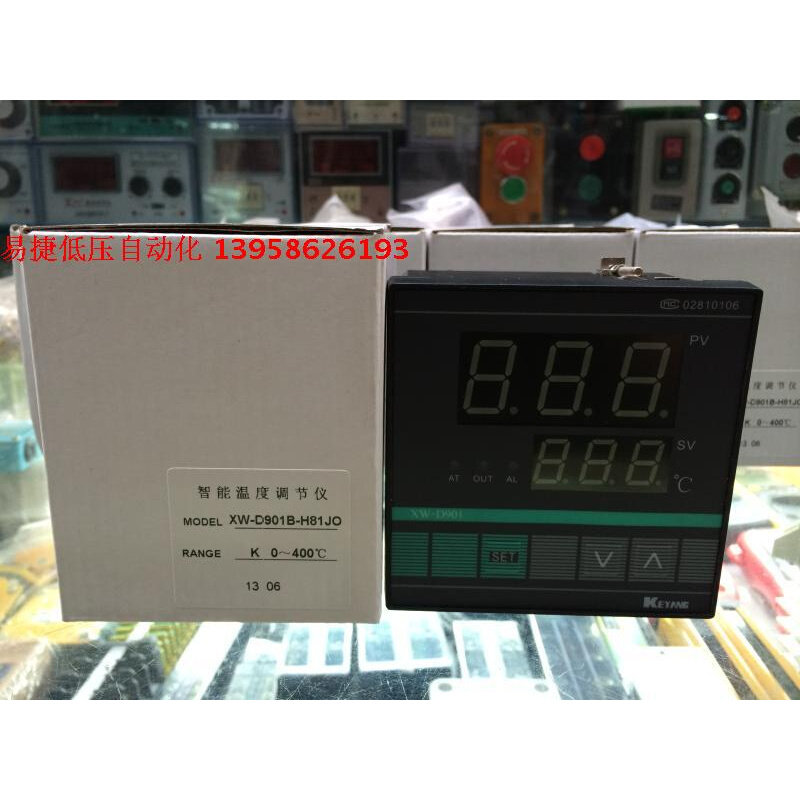 易捷低压自动化 13958626193
MC 02810106
PV
SV
AT OUT AL
℃
XW-D901
SET
KEYANG
智能温度调节仪
MODEL XW-D901B-H81JO
RANGE K 0～400℃
13 06
度调节仪
-D901B-H81JO
K 0～400℃
13 06